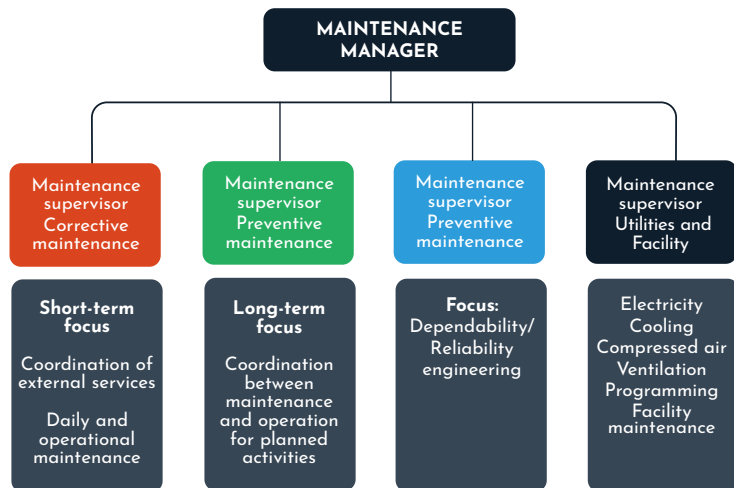 MAINTENANCE
MANAGER
Maintenance
supervisor
Corrective
maintenance
Maintenance
supervisor
Preventive
maintenance
Maintenance
supervisor
Preventive
maintenance
Maintenance
supervisor
Utilities and
Facility
Short-term
focus
Coordination of
external services
Daily and
operational
maintenance
Long-term
focus
Coordination
between
maintenance
and operation
for planned
activities
Focus:
Dependability/
Reliability
engineering
Electricity
Cooling
Compressed air
Ventilation
Programming
Facility
maintenance